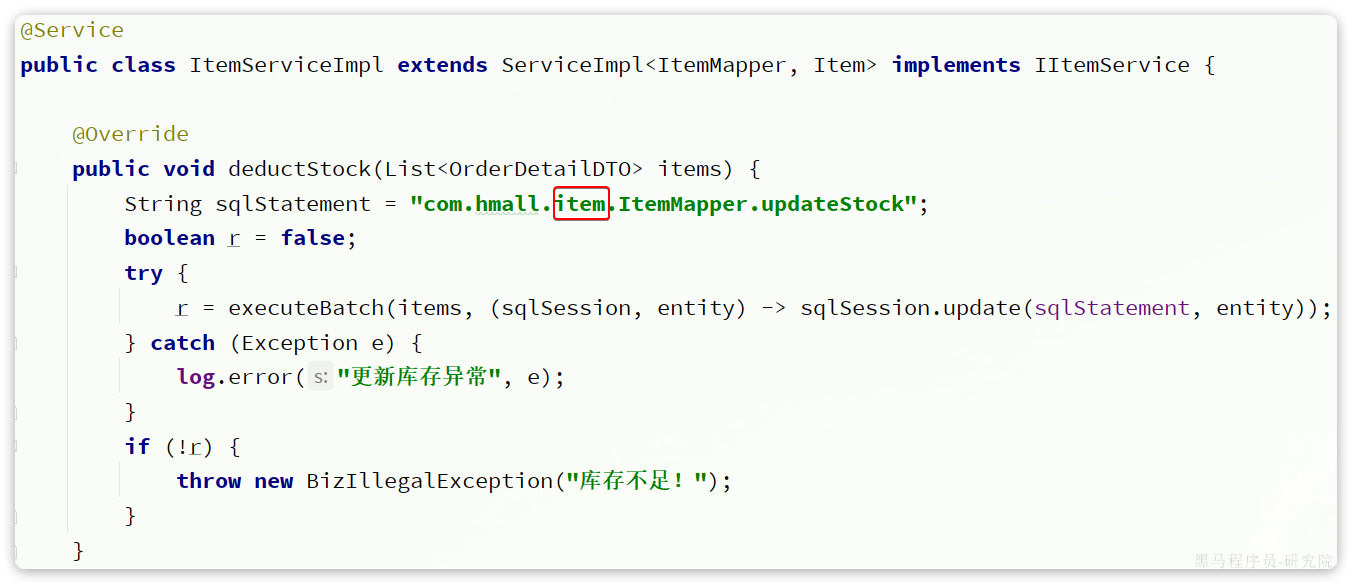 @Service
public class ItemServiceImpl extends ServiceImpl<ItemMapper, Item> implements IItemService {
@Override
public void deductStock(List<OrderDetailDTO> items) {
String sqlStatement = "com.hmall.item.ItemMapper.updateStock";
boolean r = false;
try {
r = executeBatch(items, (sqlSession, entity) -> sqlSession.update(sqlStatement, entity));
} catch (Exception e) {
log.error( s: "更新库存异常", e);
}
if (!r) {
throw new BizIllegalException("库存不足！");
}
}
黑马程序员-研究院